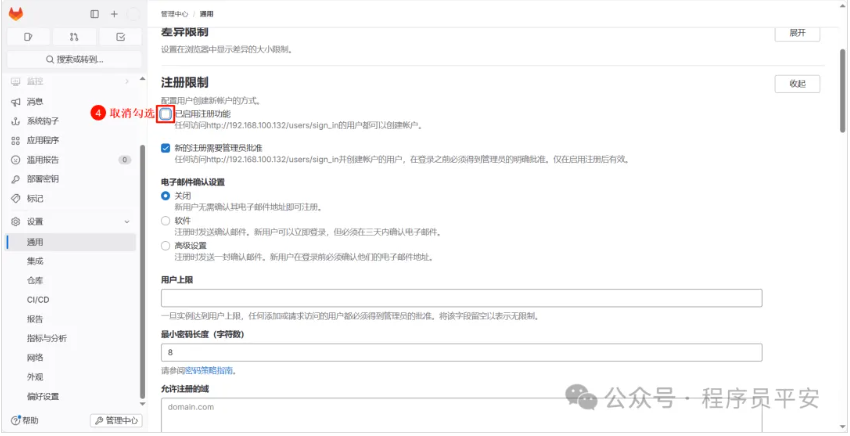 管理中心 / 通用
差异限制
展开
设置在浏览器中显示差异的大小限制。
搜索或转到...
监控
消息
系统钩子
应用程序
滥用报告 0
部署密钥
标记
设置
通用
集成
仓库
CI/CD
报告
指标与分析
网络
外观
偏好设置
帮助
管理中心
注册限制
收起
配置用户创建新帐户的方式。
4 取消勾选
已启用注册功能
任何访问http://192.168.100.132/users/sign_in的用户都可以创建帐户。
新的注册需要管理员批准
任何访问http://192.168.100.132/users/sign_in并创建帐户的用户，在登录之前必须得到管理员的明确批准。仅在启用注册后有效。
电子邮件确认设置
关闭
新用户无需确认其电子邮件地址即可注册。
软件
注册时发送确认邮件。新用户可以立即登录，但必须在三天内确认电子邮件。
高级设置
注册时发送一封确认邮件。新用户在登录前必须确认他们的电子邮件地址。
用户上限
一旦实例达到用户上限，任何添加或请求访问的用户都必须得到管理员的批准。将该字段留空以表示无限制。
最小密码长度（字符数）
8
请参阅密码策略指南。
允许注册的域
domain.com
公众号 · 程序员平安